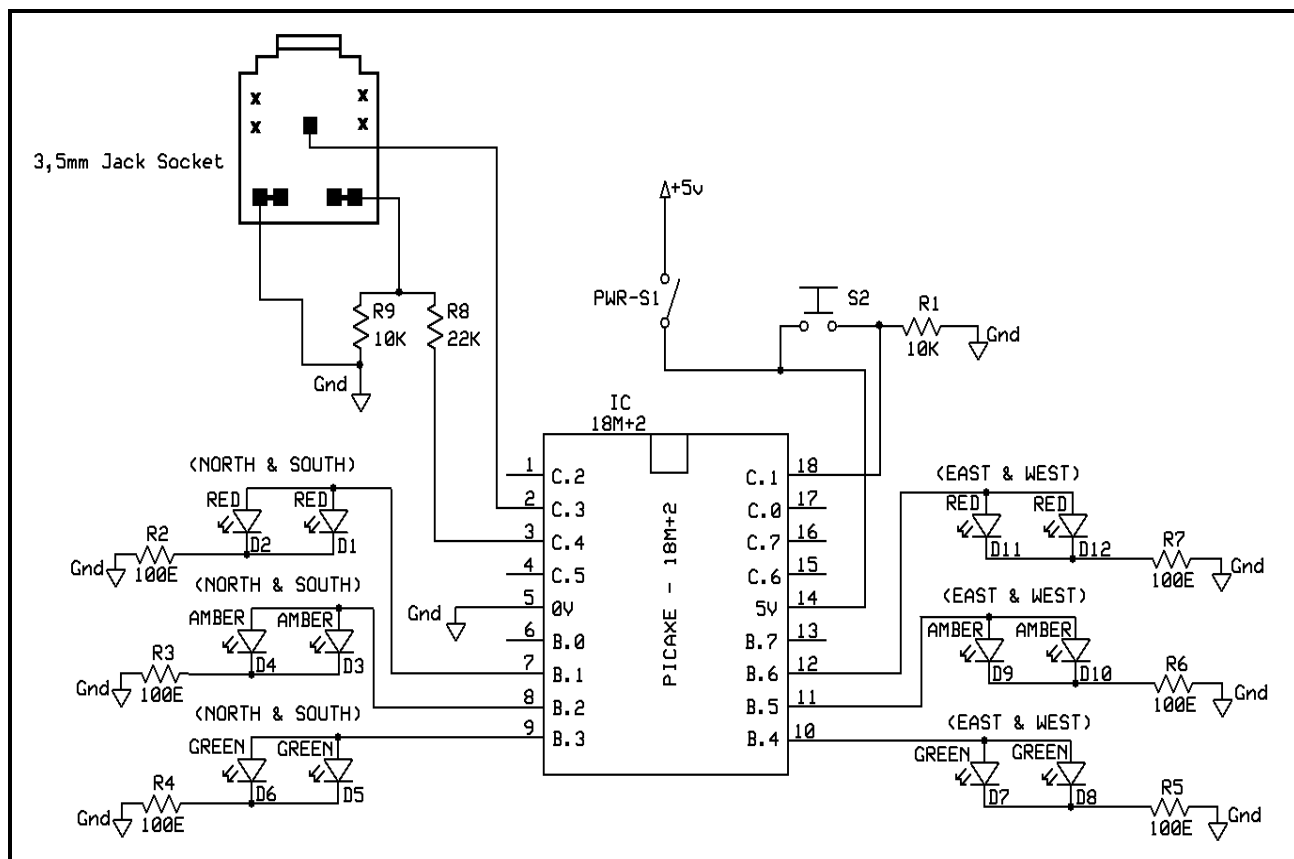 3,5mm Jack Socket
+5v
PWR-S1
S2
R1
10K
Gnd
R9
10K
R8
22K
Gnd
IC
18M+2
PICAXE - 18M+2
1 C.2
2 C.3
3 C.4
4 C.5
5 0V
6 B.0
7 B.1
8 B.2
9 B.3
18 C.1
17 C.0
16 C.7
15 C.6
14 5V
13 B.7
12 B.6
11 B.5
10 B.4
Gnd
(NORTH & SOUTH)
RED RED
R2
D2 D1
Gnd
100E
(NORTH & SOUTH)
AMBER AMBER
R3
D4 D3
Gnd
100E
(NORTH & SOUTH)
GREEN GREEN
R4
D6 D5
Gnd
100E
(EAST & WEST)
RED RED
R7
D11 D12
100E
Gnd
(EAST & WEST)
AMBER AMBER
R6
D9 D10
100E
Gnd
(EAST & WEST)
GREEN GREEN
R5
D7 D8
100E
Gnd